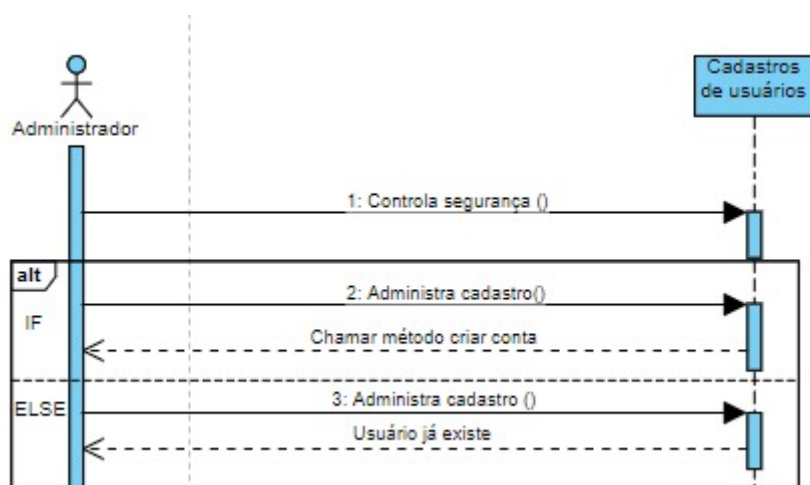 Cadastros
de usuários
Administrador
1: Controla segurança ()
alt
2: Administra cadastro()
IF
Chamar método criar conta
3: Administra cadastro ()
ELSE
Usuário já existe